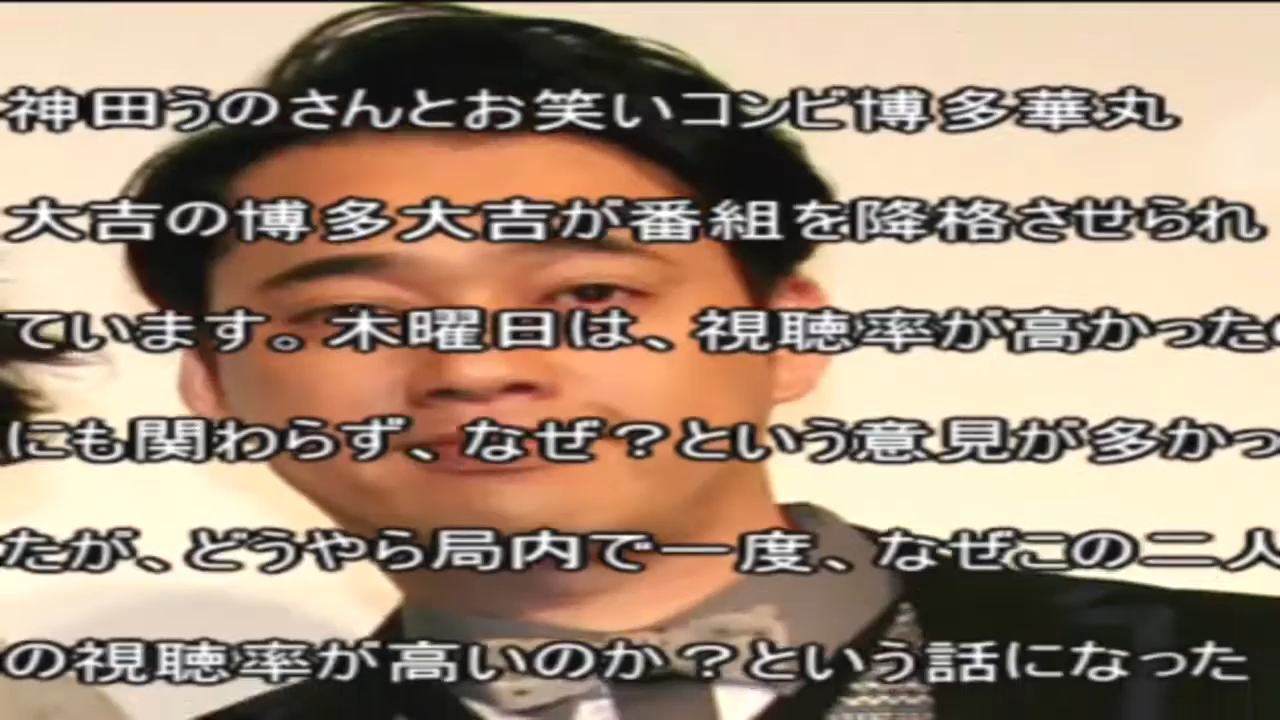 神田うのさんとお笑いコンビ博多華丸
大吉の博多大吉が番組を降格させられ
ています。木曜日は、視聴率が高かったの
にも関わらず、なぜ？という意見が多かっ
たが、どうやら局内で一度、なぜこの二人
の視聴率が高いのか？という話になった